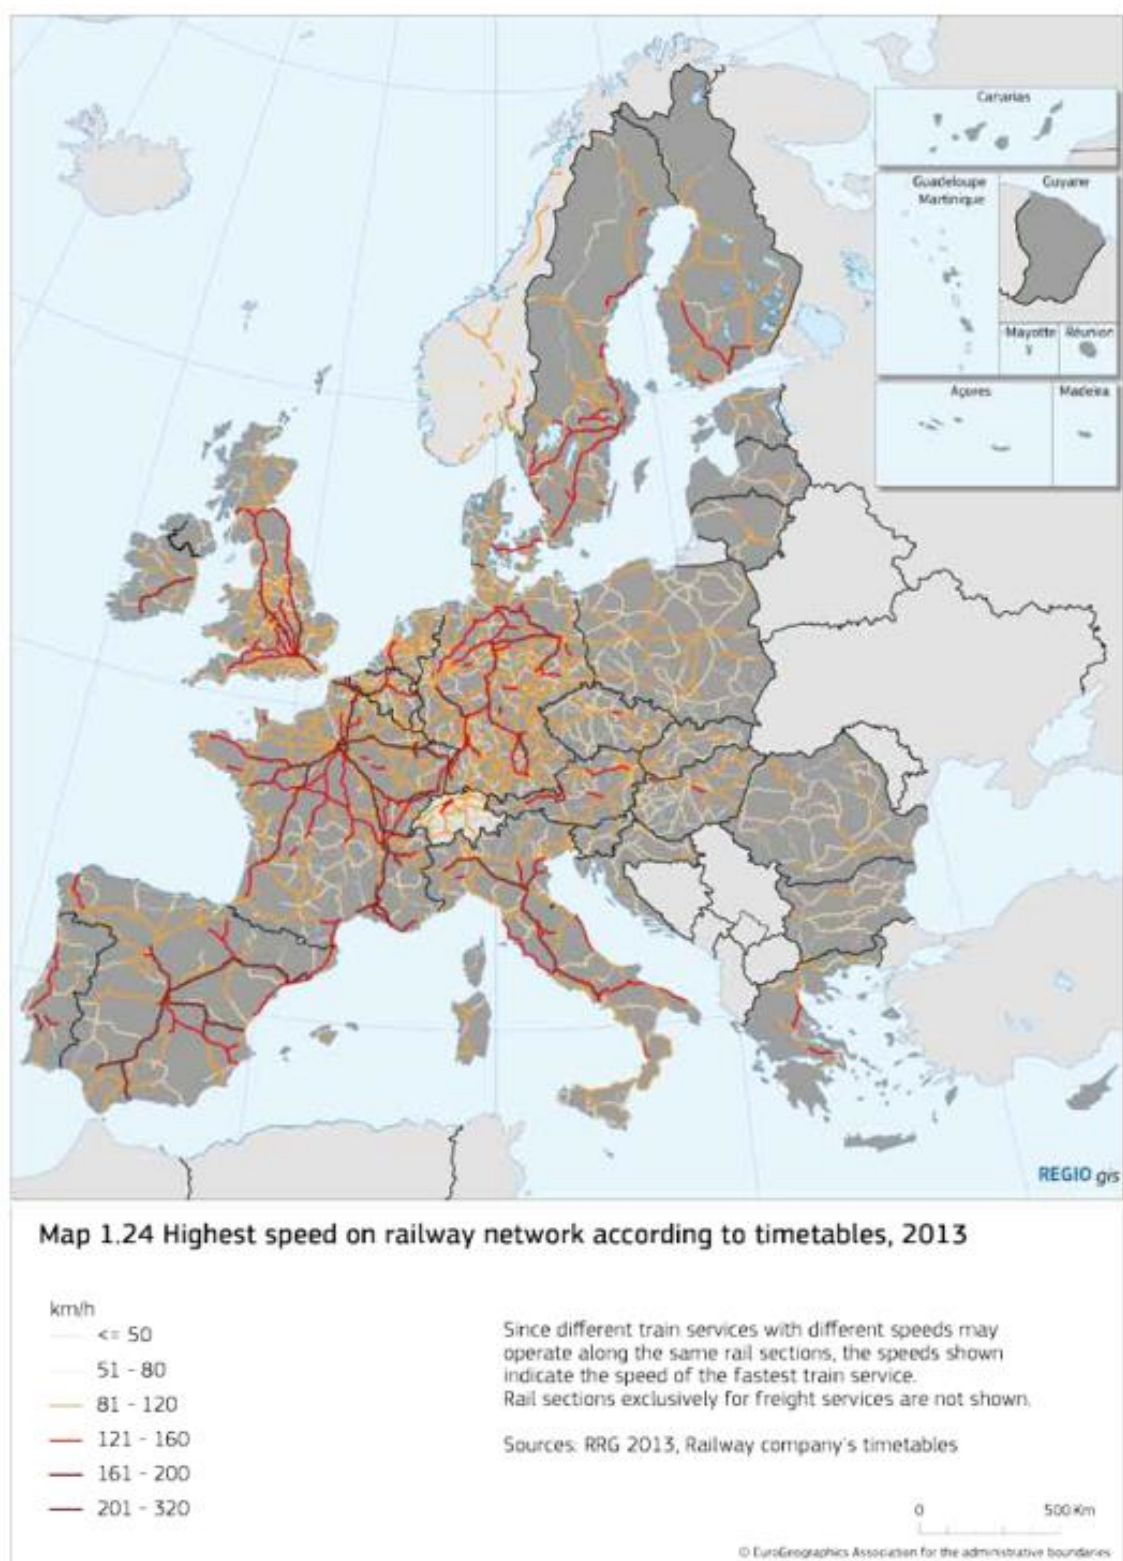 Canarias
Guadeloupe
Martinique
Guyane
Mayotte
Réunion
Açores
Madeira
REGIO gis
Map 1.24 Highest speed on railway network according to timetables, 2013
km/h
<= 50
51 - 80
81 - 120
121 - 160
161 - 200
201 - 320
Since different train services with different speeds may
operate along the same rail sections, the speeds shown
indicate the speed of the fastest train service.
Rail sections exclusively for freight services are not shown.
Sources: RRG 2013, Railway company's timetables
0 500 Km
© EuroGeographics Association for the administrative boundaries